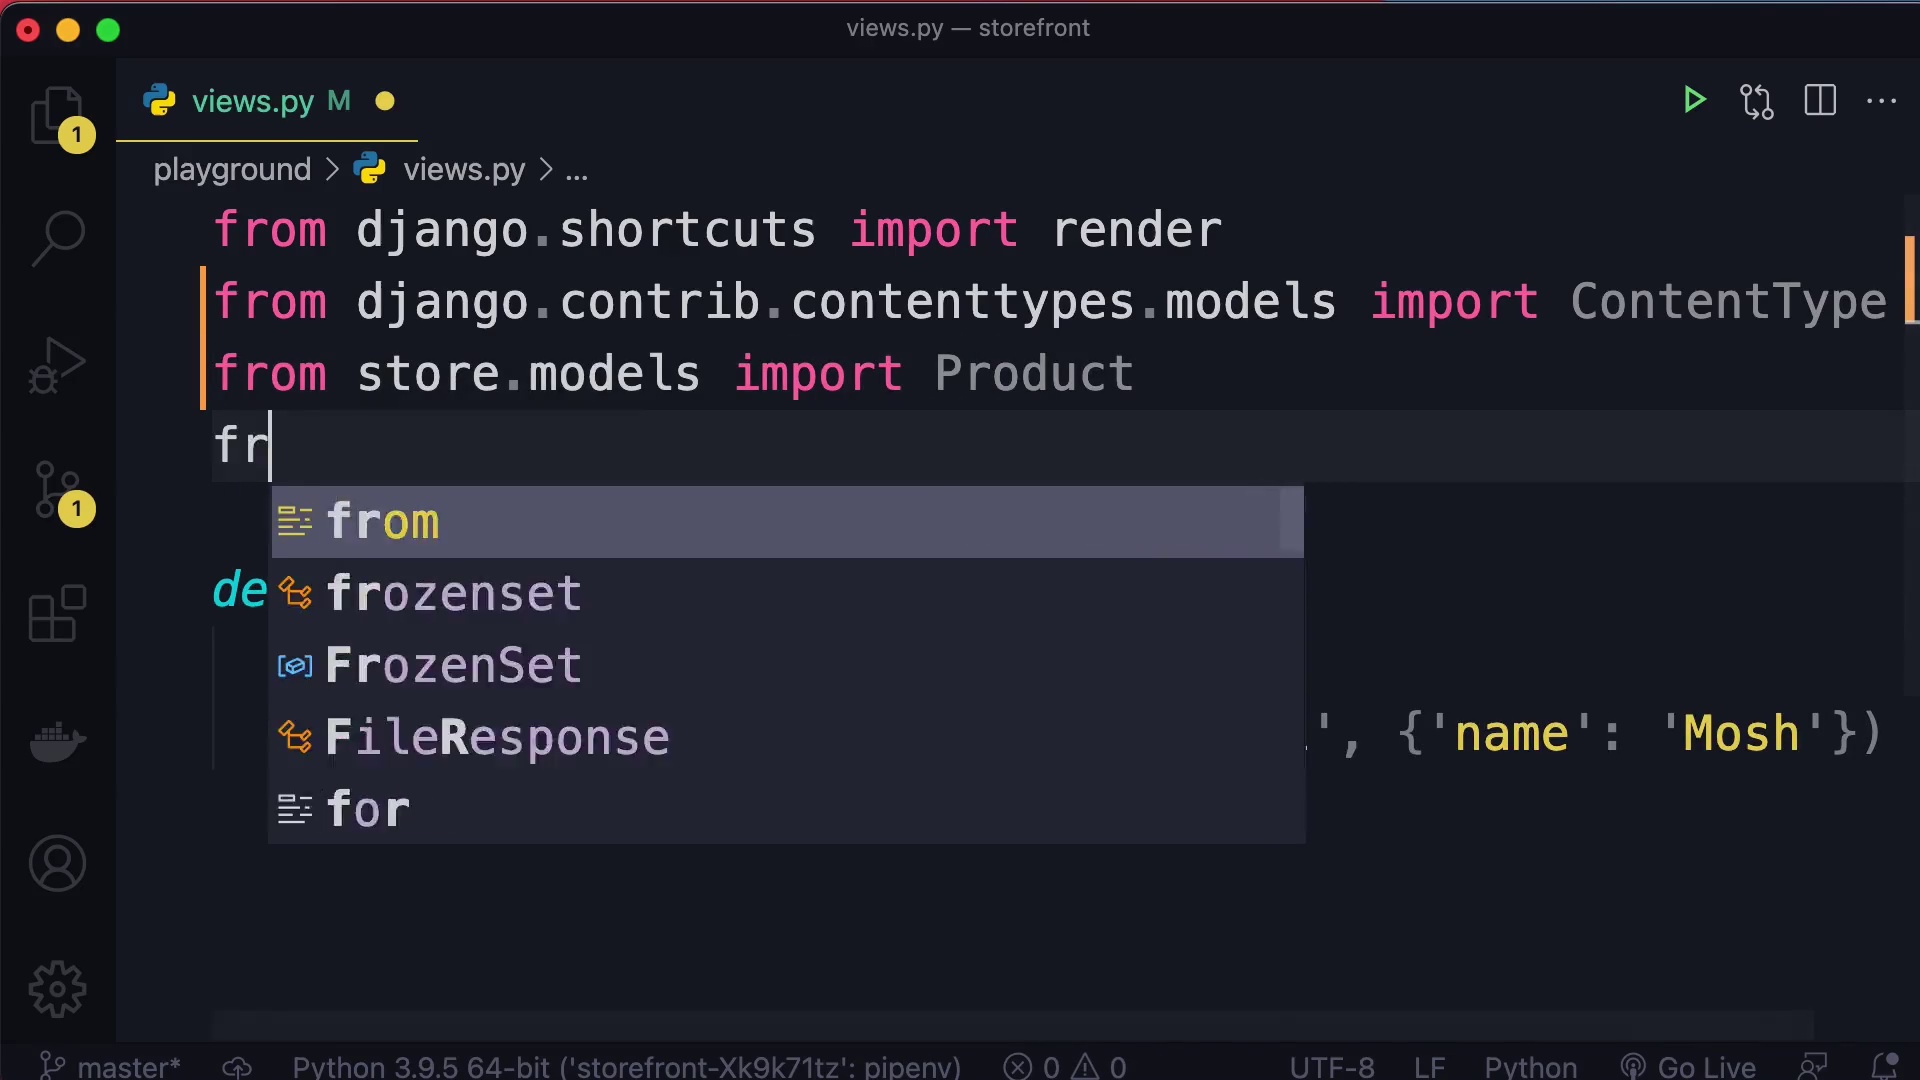 views.py — storefront
views.py M
playground > views.py > ...
from django.shortcuts import render
from django.contrib.contenttypes.models import ContentType
from store.models import Product
fr
from
de
frozenset
FrozenSet
FileResponse
', {'name': 'Mosh'})
for
1
1
master*
Python 3.9.5 64-bit ('storefront-Xk9k71tz': pipenv)
0
0
UTF-8
LF
Python
Go Live